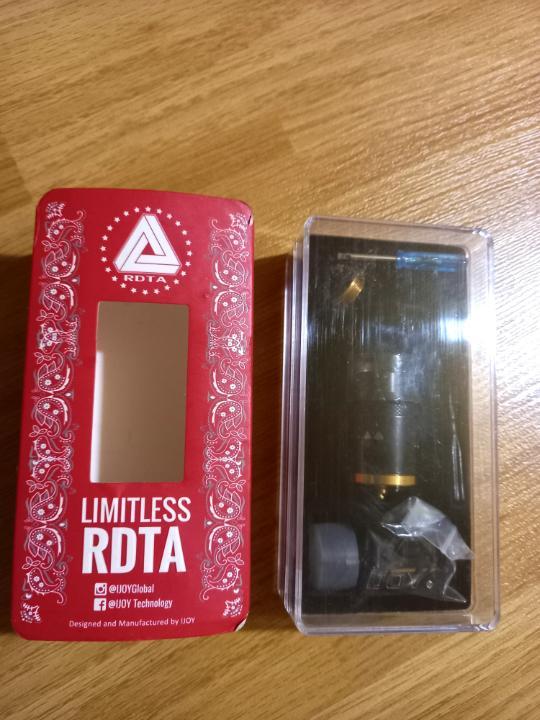 RDTA
LIMITLESS
RDTA
@IJOYGlobal
@IJOY Technology
Designed and Manufactured by IJOY